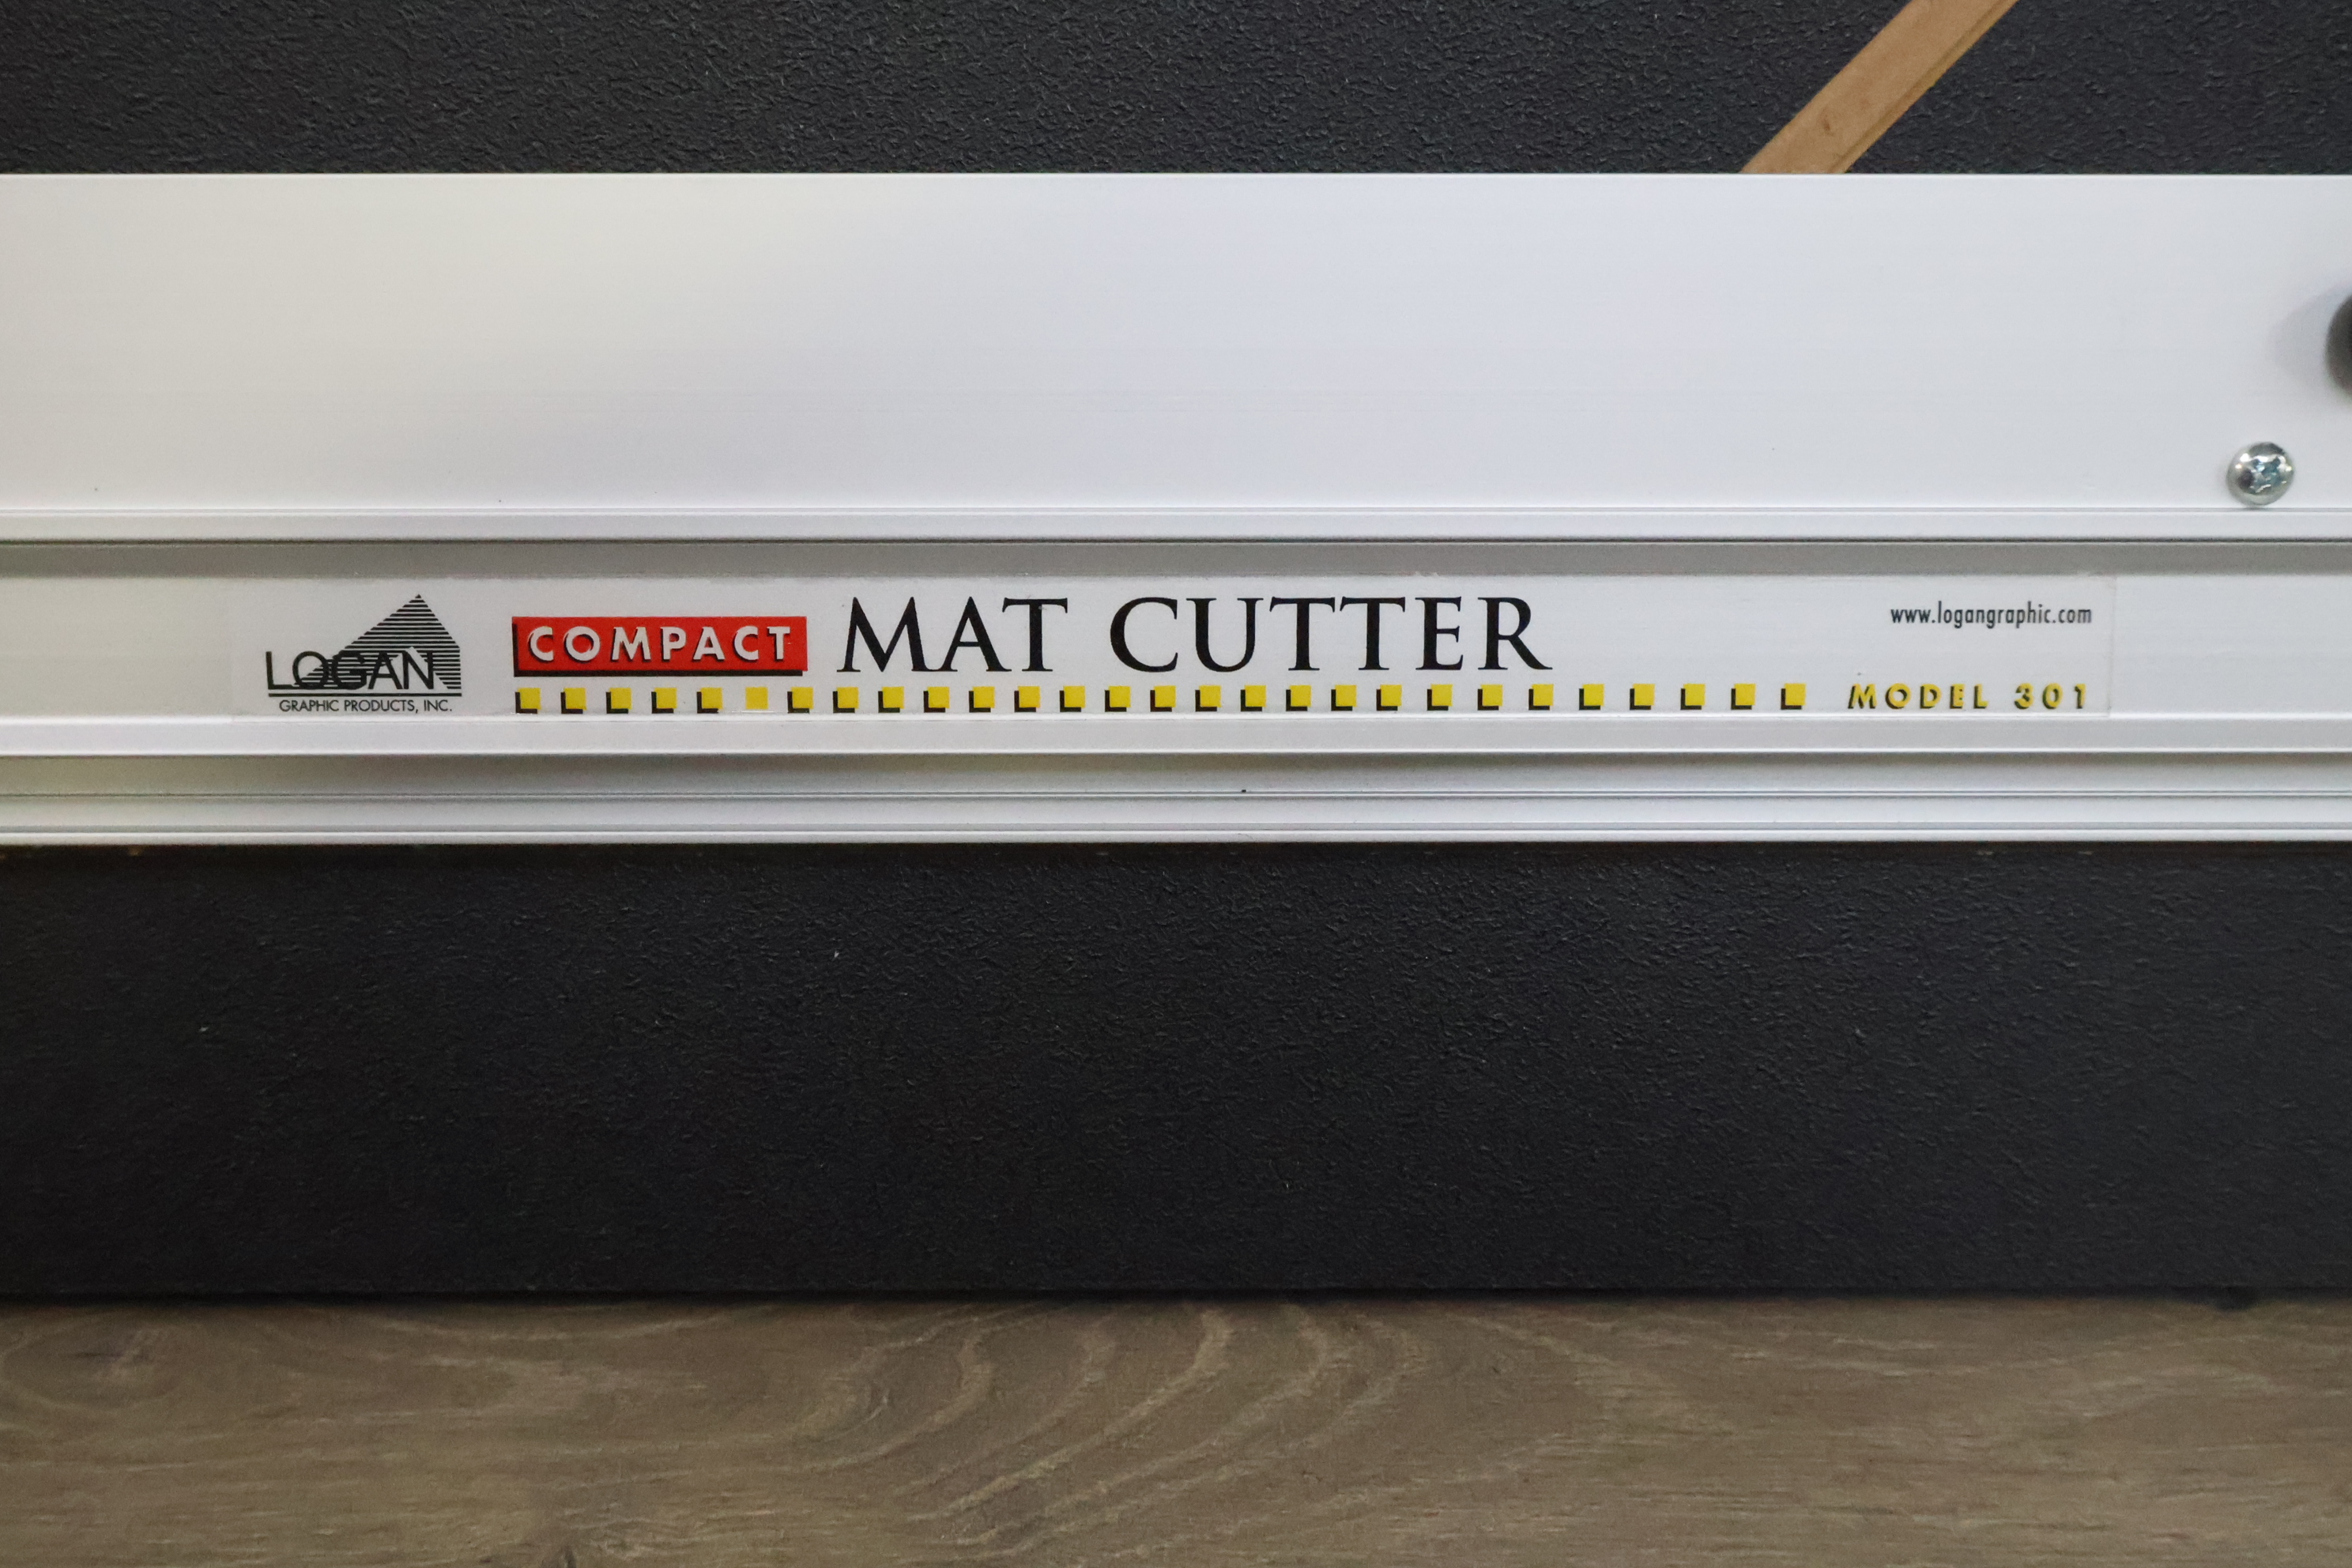 LOGAN
GRAPHIC PRODUCTS, INC.
COMPACT MAT CUTTER
www.logangraphic.com
MODEL 301